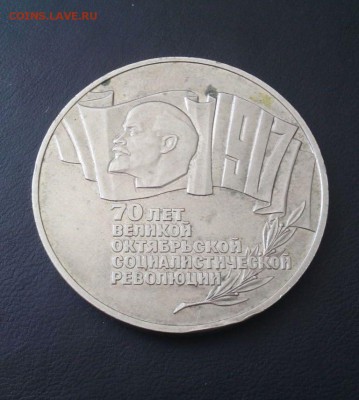 COINS.LAVE.RU
1917
70 ЛЕТ
ВЕЛИКОЙ
ОКТЯБРЬСКОЙ
СОЦИАЛИСТИЧЕСКОЙ
РЕВОЛЮЦИИ